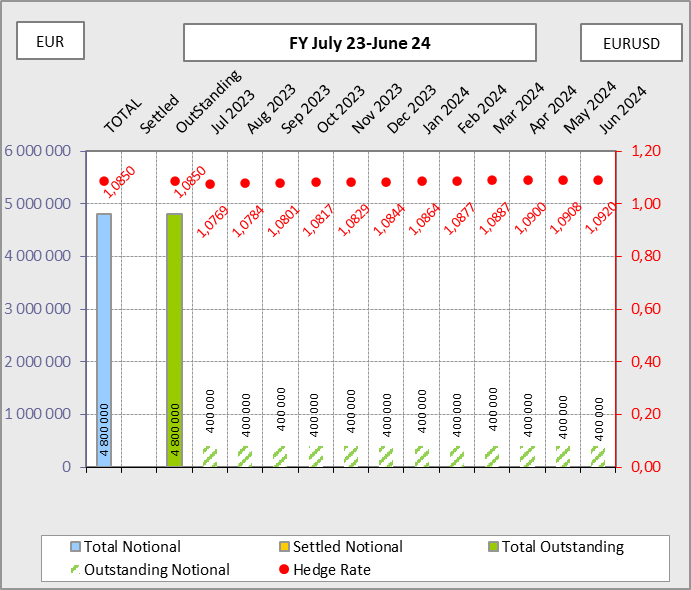 EUR
FY July 23-June 24
EURUSD
TOTAL
Settled
OutStanding
Jul 2023
Aug 2023
Sep 2023
Oct 2023
Nov 2023
Dec 2023
Jan 2024
Feb 2024
Mar 2024
Apr 2024
May 2024
Jun 2024
6 000 000
5 000 000
4 000 000
3 000 000
2 000 000
1 000 000
0
1,20
1,00
0,80
0,60
0,40
0,20
0,00
1,0850
1,0850
1,0769
1,0784
1,0801
1,0817
1,0829
1,0844
1,0864
1,0877
1,0887
1,0900
1,0908
1,0920
4 800 000
4 800 000
400 000
400 000
400 000
400 000
400 000
400 000
400 000
400 000
400 000
400 000
400 000
400 000
Total Notional
Settled Notional
Total Outstanding
Outstanding Notional
Hedge Rate